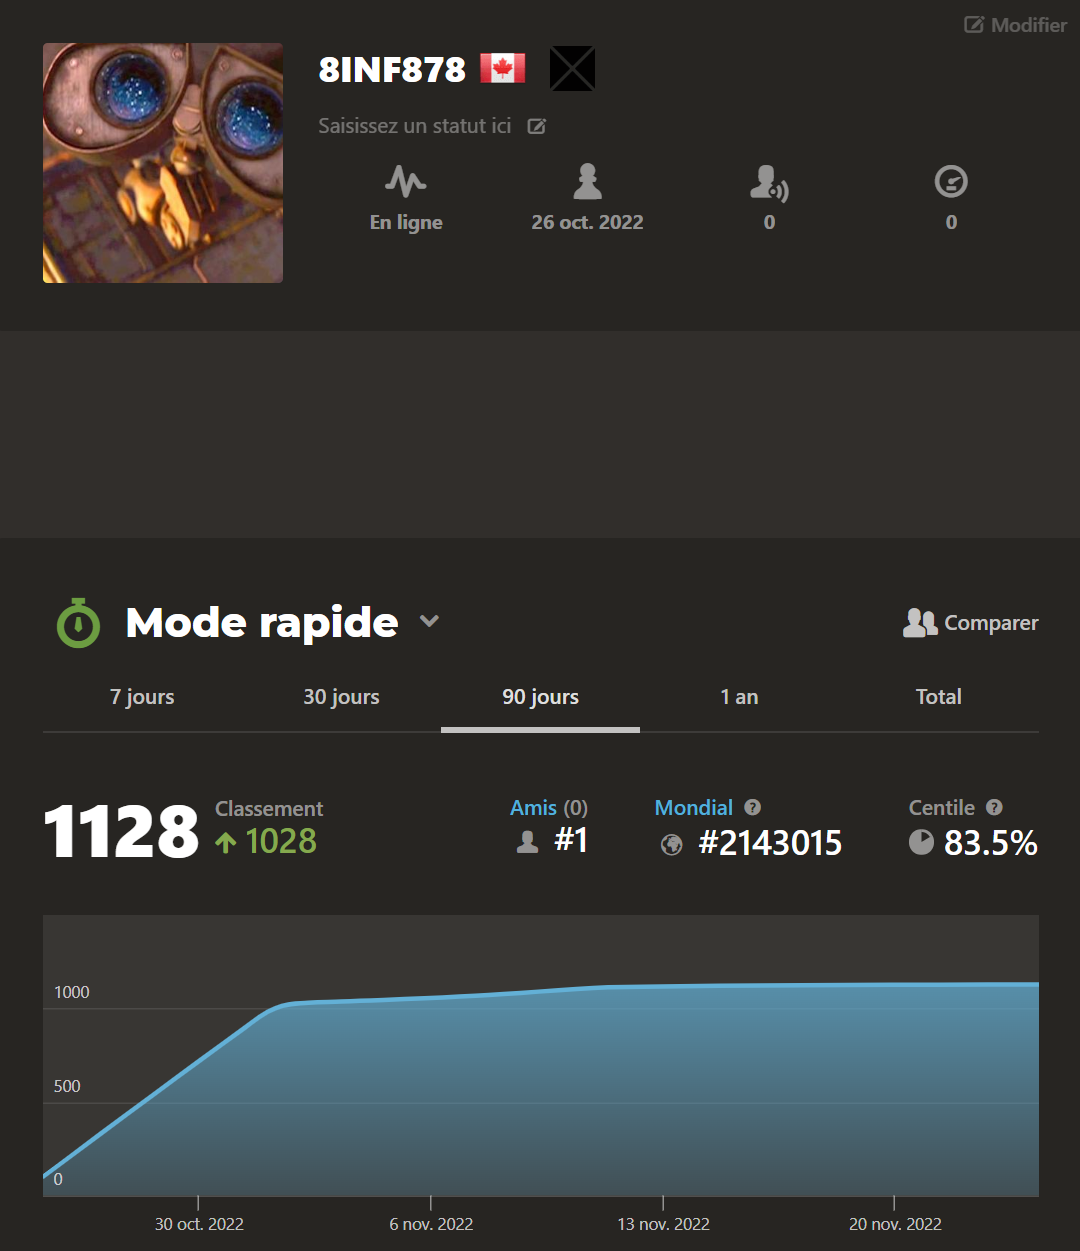 Modifier
8INF878
Saisissez un statut ici
En ligne
26 oct. 2022
0
0
Mode rapide
Comparer
7 jours
30 jours
90 jours
1 an
Total
1128
Classement
1028
Amis (0)
#1
Mondial ?
#2143015
Centile ?
83.5%
1000
500
0
30 oct. 2022
6 nov. 2022
13 nov. 2022
20 nov. 2022